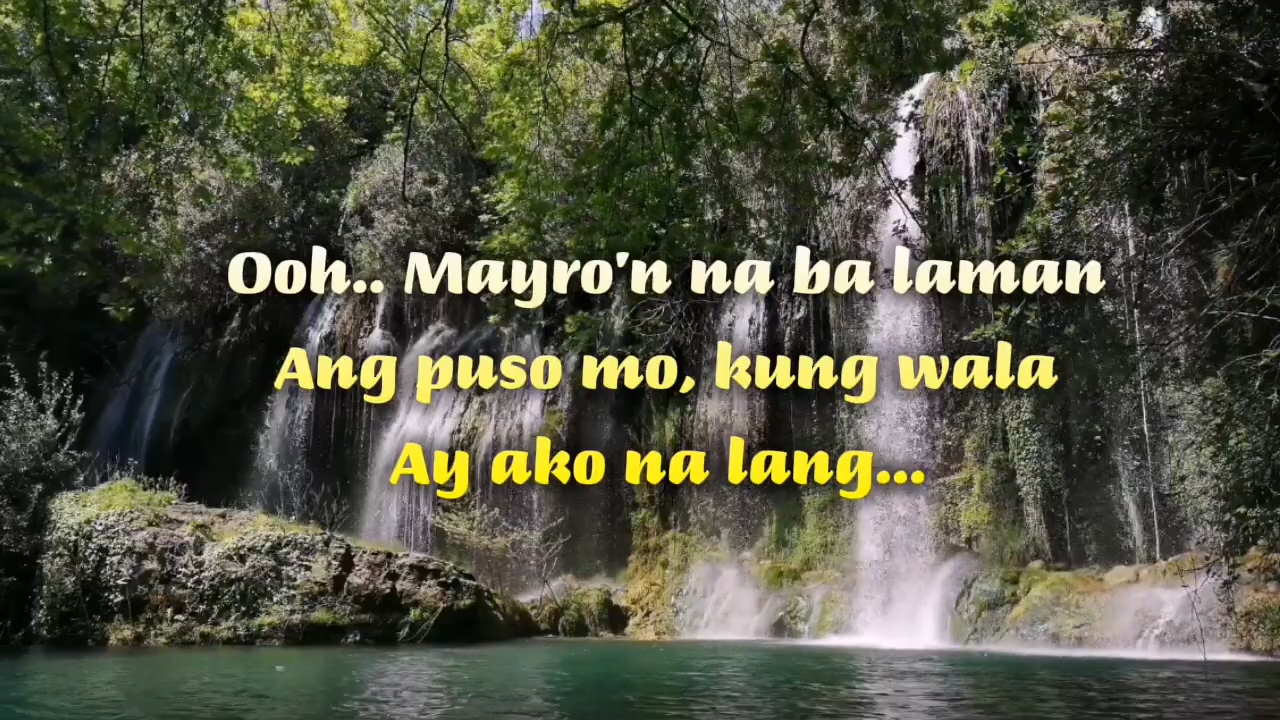 Ooh.. Mayro'n na ba laman
Ang puso mo, kung wala
Ay ako na lang...